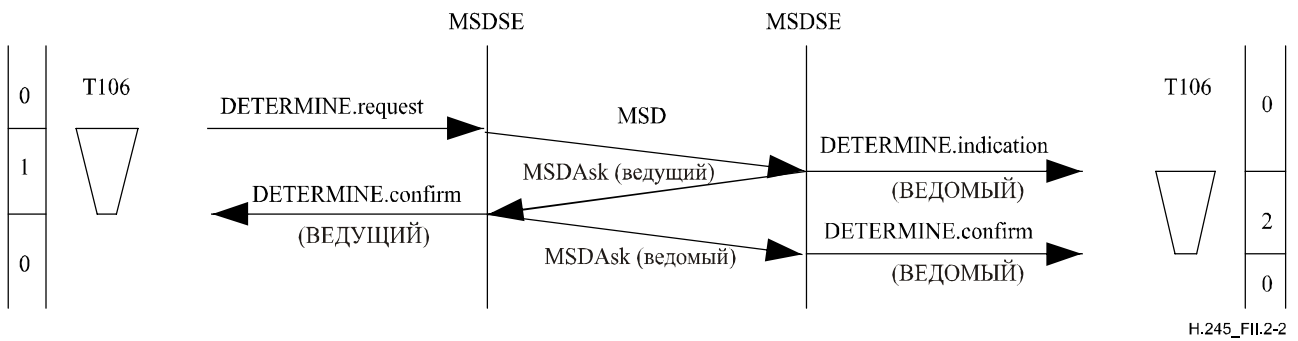 MSDSE
MSDSE
T106
T106
0
0
DETERMINE.request
MSD
DETERMINE.indication
1
MSDAsk (ведущий)
DETERMINE.confirm
(ВЕДОМЫЙ)
2
(ВЕДУЩИЙ)
DETERMINE.confirm
MSDAsk (ведомый)
0
(ВЕДОМЫЙ)
0
H.245_FII.2-2